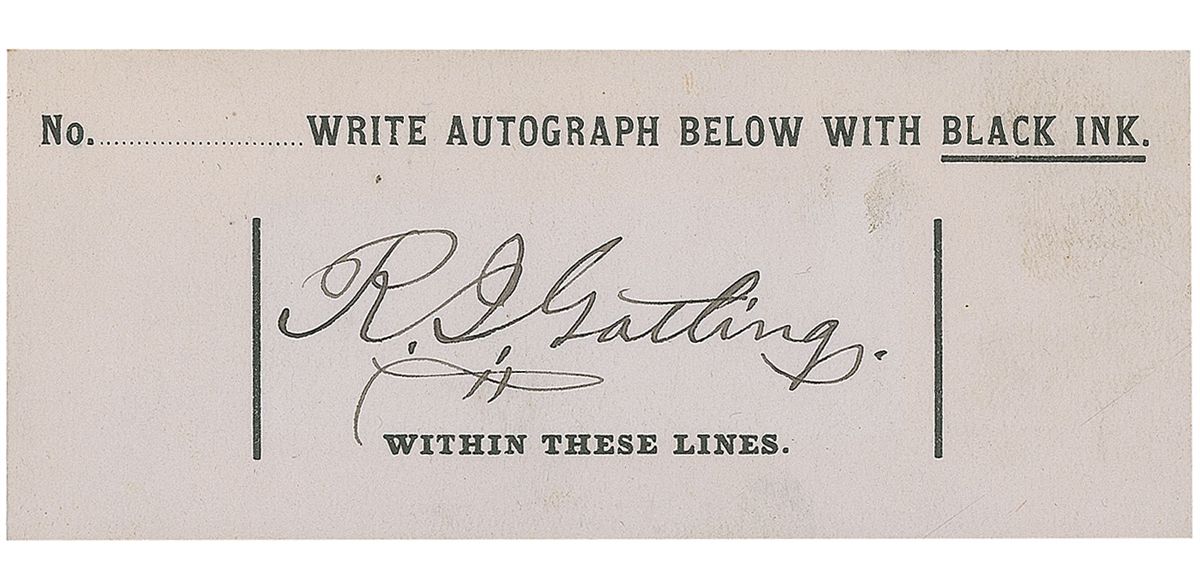 No. ........................ WRITE AUTOGRAPH BELOW WITH BLACK INK.
R. J. Gatling.
WITHIN THESE LINES.